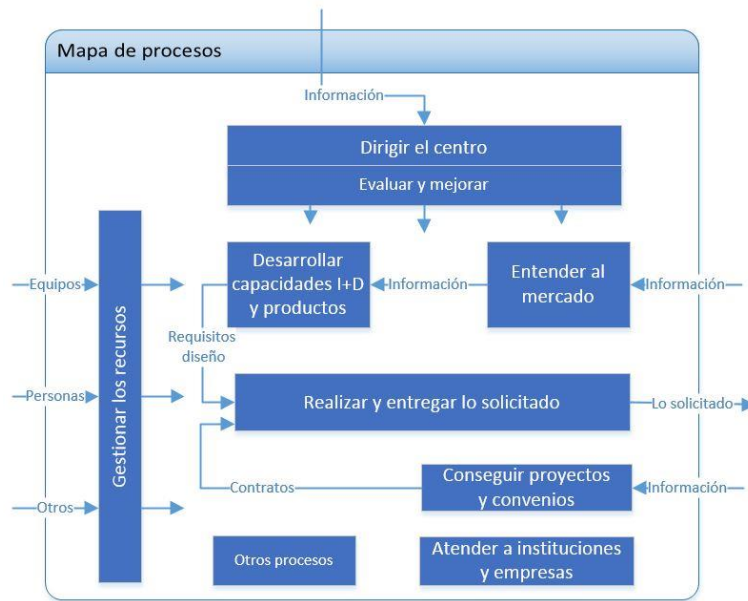 Mapa de procesos
Información
Dirigir el centro
Evaluar y mejorar
Gestionar los recursos
Equipos
Personas
Otros
Desarrollar
capacidades I+D
y productos
Información
Entender al
mercado
Información
Requisitos
diseño
Realizar y entregar lo solicitado
Lo solicitado
Contratos
Conseguir proyectos
y convenios
Información
Otros procesos
Atender a instituciones
y empresas